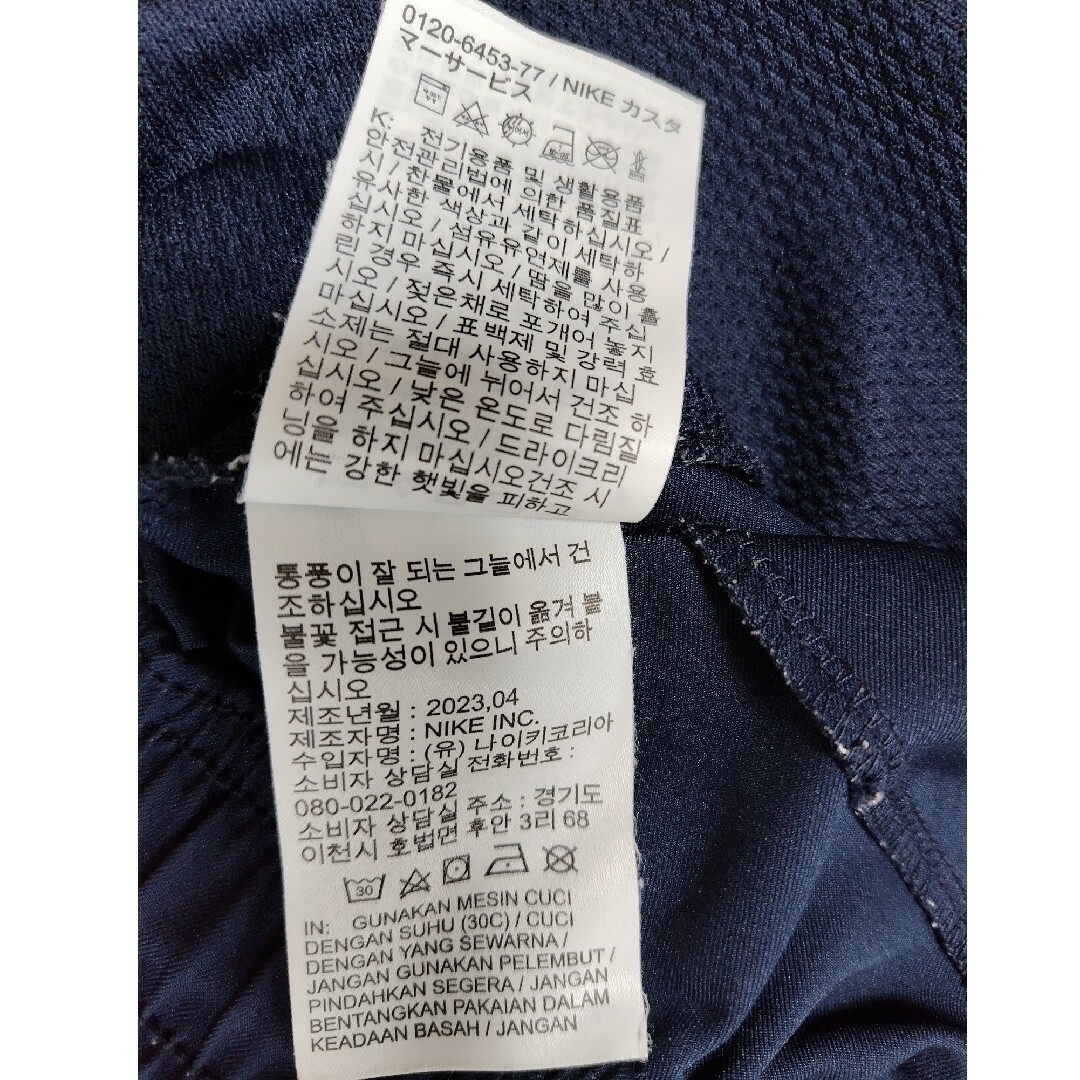 0120-6453-77 / NIKE カスタ
マーサービス
K: 전기용품 및 생활용품
안전관리법에 의한 품질표
시 / 찬물에서 세탁하십시오 /
유사한 색상과 같이 세탁하
십시오 / 섬유유연제를 사용
하지 마십시오 / 땀을 많이 흘
린 경우 즉시 세탁하여 주십
시오 / 젖은채로 포개어 놓지
마십시오 / 표백제 및 강력 효
소제는 절대 사용하지 마십
시오 / 그늘에 뉘어서 건조 하
십시오 / 낮은 온도로 다림질
하여 주십시오 / 드라이크리
닝을 하지 마십시오건조 시
에는 강한 햇빛을 피하고
통풍이 잘 되는 그늘에서 건
조하십시오
불꽃 접근 시 불길이 옮겨 붙
을 가능성이 있으니 주의하
십시오
제조년월 : 2023,04
제조자명 : NIKE INC.
수입자명 : (유) 나이키코리아
소비자 상담실 전화번호 :
080-022-0182
소비자 상담실 주소 : 경기도
이천시 호법면 후안 3리 68
30
IN: GUNAKAN MESIN CUCI
DENGAN SUHU (30C) / CUCI
DENGAN YANG SEWARNA /
JANGAN GUNAKAN PELEMBUT /
PINDAHKAN SEGERA / JANGAN
BENTANGKAN PAKAIAN DALAM
KEADAAN BASAH / JANGAN